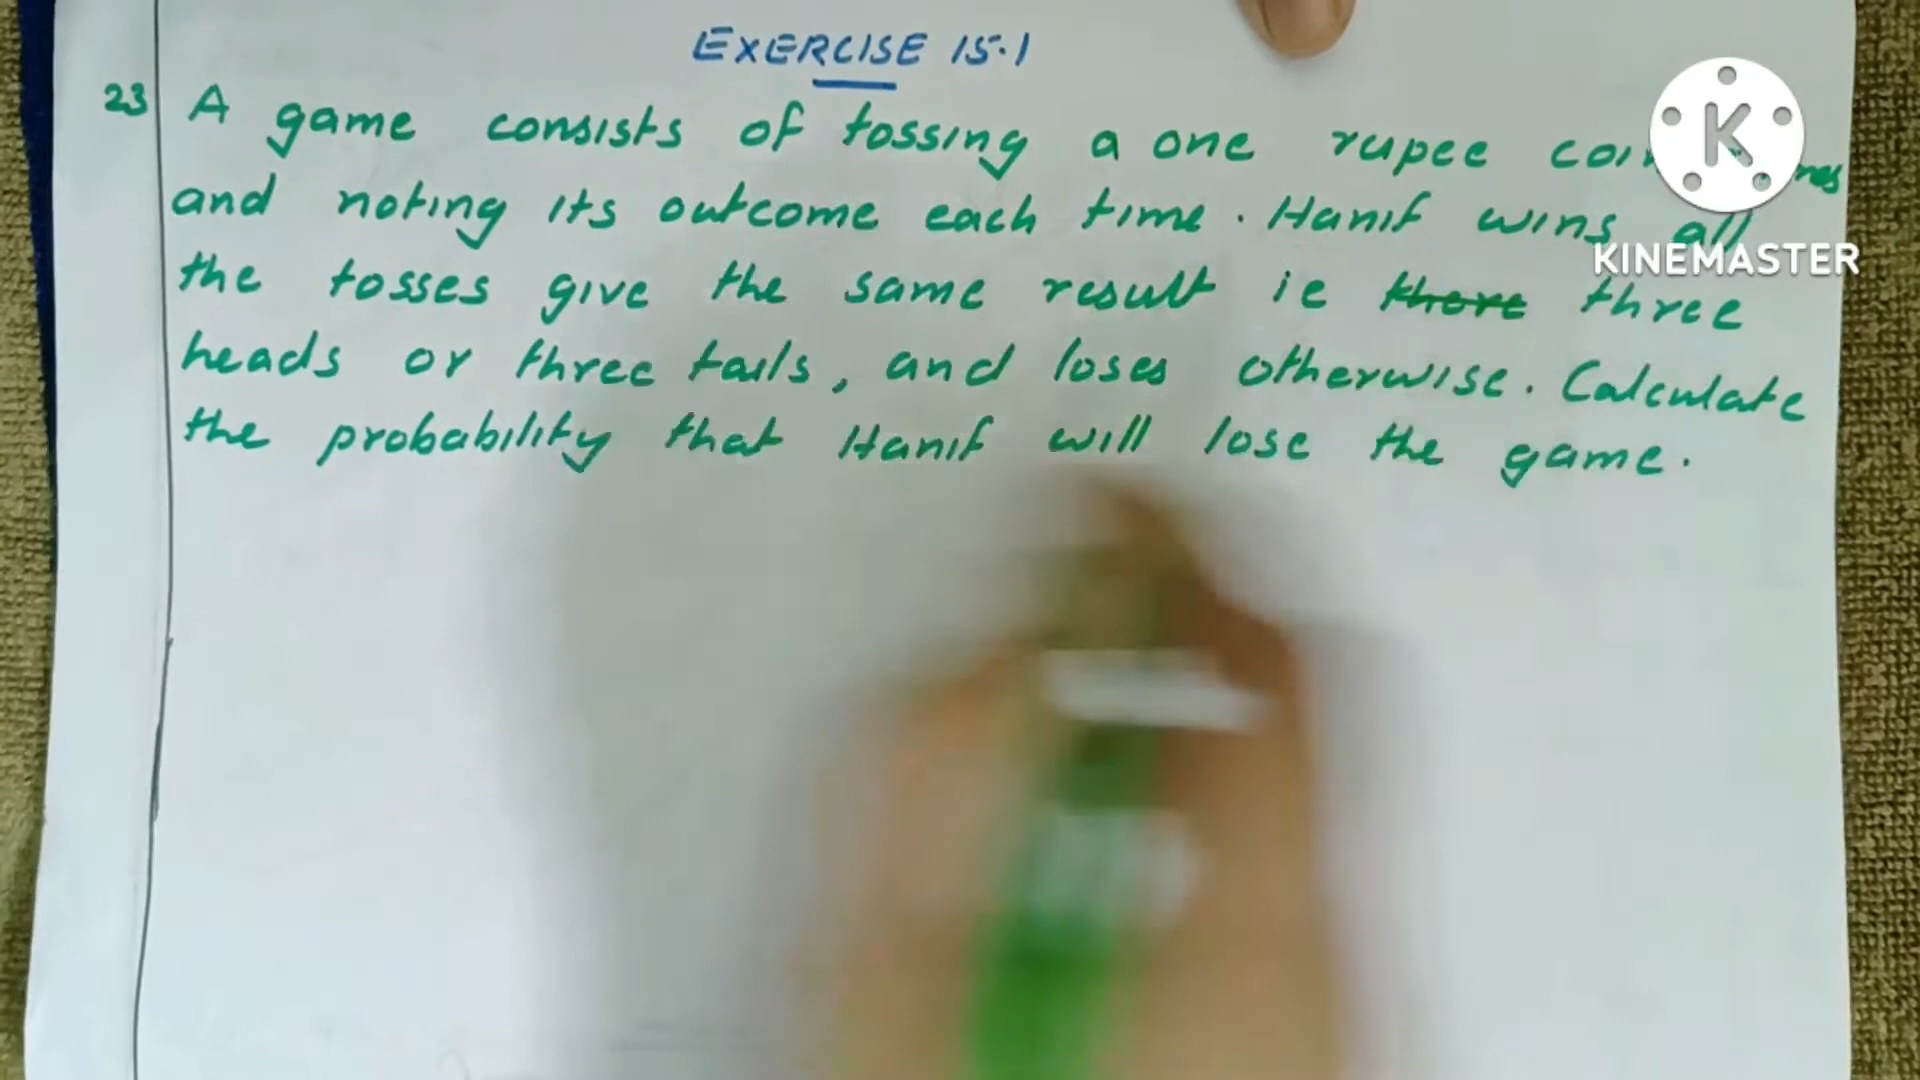 EXERCISE 15.1
23 A game consists of tossing a one rupee
and noting its outcome each time. Hanif wins all
the tosses give the same result ie there three
heads or three tails, and loses otherwise. Calculate
the probability that Hanif will lose the game.
K
KINEMASTER